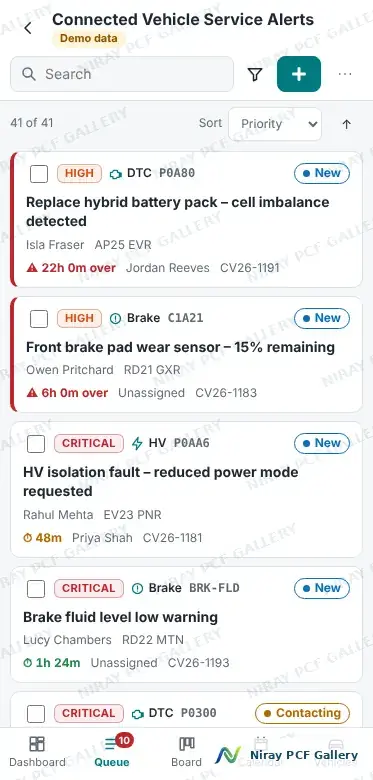 Connected Vehicle Service Alerts
Demo data
Search
41 of 41
Sort Priority
HIGH DTC P0A80 New
Replace hybrid battery pack – cell imbalance
detected
Isla Fraser AP25 EVR
22h 0m over Jordan Reeves CV26-1191
HIGH Brake C1A21 New
Front brake pad wear sensor – 15% remaining
Owen Pritchard RD21 GXR
6h 0m over Unassigned CV26-1183
CRITICAL HV P0AA6 New
HV isolation fault – reduced power mode
requested
Rahul Mehta EV23 PNR
48m Priya Shah CV26-1181
CRITICAL Brake BRK-FLD New
Brake fluid level low warning
Lucy Chambers RD22 MTN
1h 24m Unassigned CV26-1193
CRITICAL DTC P0300 Contacting
10
Dashboard Queue Board
Niray PCF Gallery
NIRAY PCF GALLERY